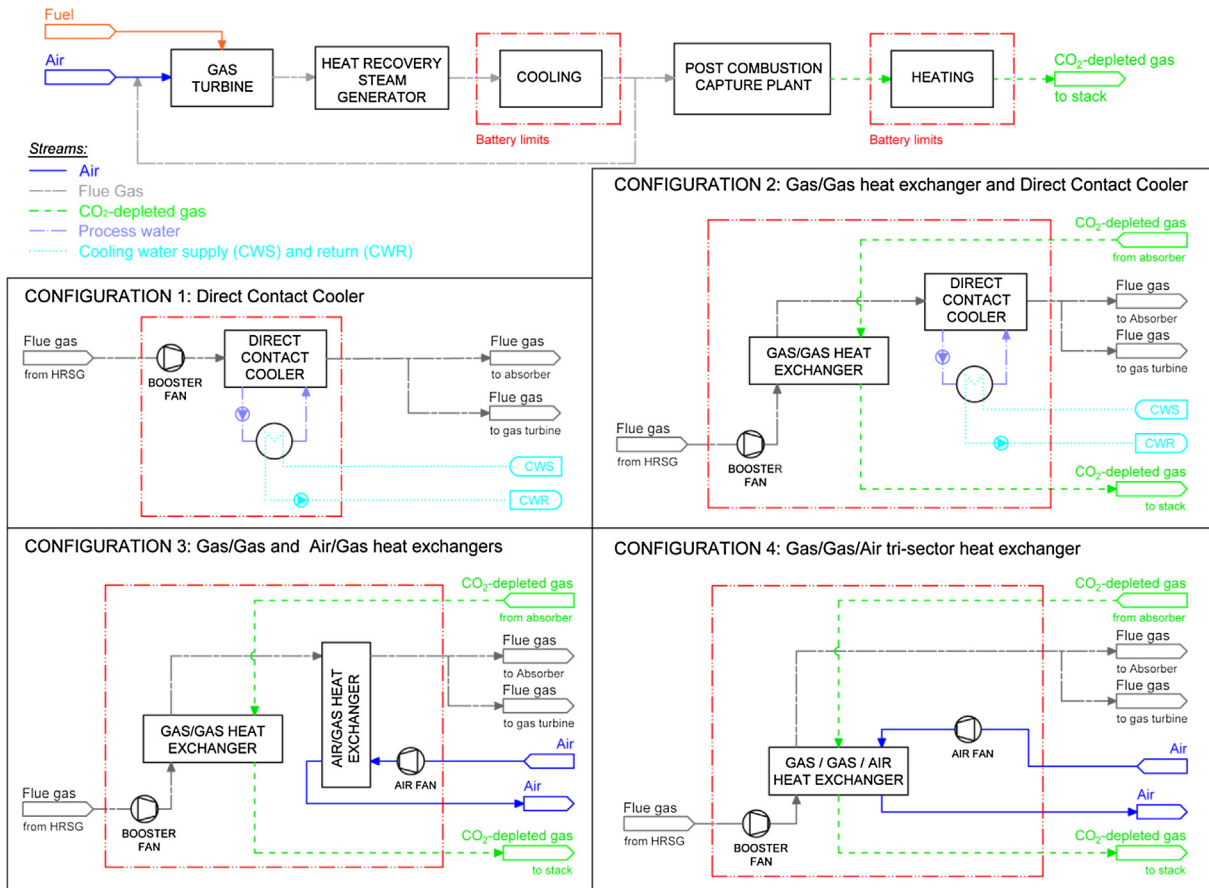 Fuel
Air
GAS
TURBINE
HEAT RECOVERY
STEAM
GENERATOR
COOLING
Battery limits
POST COMBUSTION
CAPTURE PLANT
HEATING
Battery limits
CO2-depleted gas
to stack
Streams:
Air
Flue Gas
CO2-depleted gas
Process water
Cooling water supply (CWS) and return (CWR)
CONFIGURATION 1: Direct Contact Cooler
Flue gas
from HRSG
BOOSTER
FAN
DIRECT
CONTACT
COOLER
Flue gas
to absorber
Flue gas
to gas turbine
CWS
CWR
CONFIGURATION 2: Gas/Gas heat exchanger and Direct Contact Cooler
CO2-depleted gas
from absorber
DIRECT
CONTACT
COOLER
Flue gas
to Absorber
Flue gas
to gas turbine
GAS/GAS HEAT
EXCHANGER
CWS
CWR
Flue gas
from HRSG
BOOSTER
FAN
CO2-depleted gas
to stack
CONFIGURATION 3: Gas/Gas and Air/Gas heat exchangers
CO2-depleted gas
from absorber
Flue gas
to Absorber
Flue gas
to gas turbine
GAS/GAS HEAT
EXCHANGER
AIR/GAS HEAT
EXCHANGER
AIR FAN
Air
Air
Flue gas
from HRSG
BOOSTER
FAN
CO2-depleted gas
to stack
CONFIGURATION 4: Gas/Gas/Air tri-sector heat exchanger
CO2-depleted gas
from absorber
Flue gas
to Absorber
Flue gas
to gas turbine
AIR FAN
Air
GAS / GAS / AIR
HEAT EXCHANGER
Air
Flue gas
from HRSG
BOOSTER
FAN
CO2-depleted gas
to stack